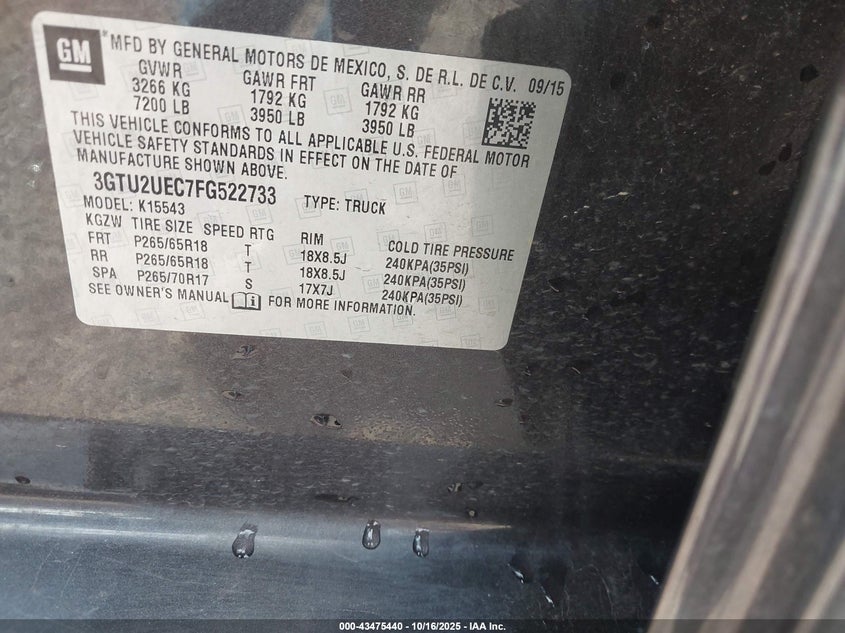 GM
*MFD BY GENERAL MOTORS DE MEXICO, S. DE R.L. DE C.V. 09/15
GVWR GAWR FRT GAWR RR
3266 KG 1792 KG 1792 KG
7200 LB 3950 LB 3950 LB
THIS VEHICLE CONFORMS TO ALL APPLICABLE U.S. FEDERAL MOTOR
VEHICLE SAFETY STANDARDS IN EFFECT ON THE DATE OF
MANUFACTURE SHOWN ABOVE.
3GTU2UEC7FG522733 TYPE: TRUCK
MODEL: K15543
KGZW TIRE SIZE SPEED RTG RIM COLD TIRE PRESSURE
FRT P265/65R18 T 18X8.5J 240KPA(35PSI)
RR P265/65R18 T 18X8.5J 240KPA(35PSI)
SPA P265/70R17 S 17X7J 240KPA(35PSI)
SEE OWNER'S MANUAL FOR MORE INFORMATION.
000-43475440 - 10/16/2025 - IAA Inc.